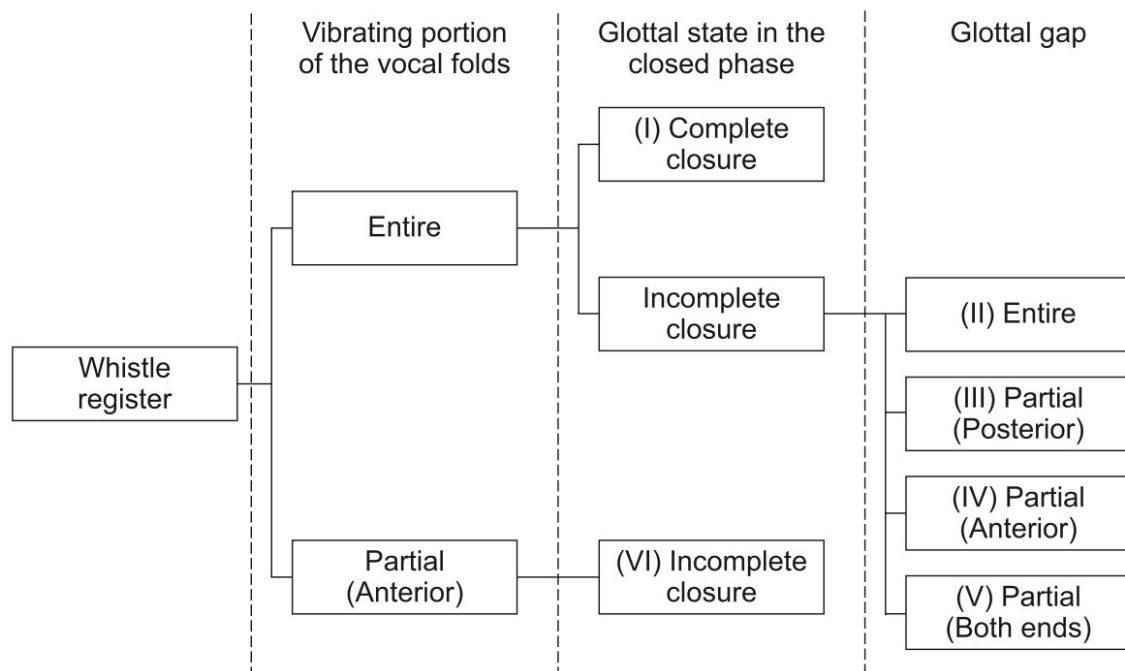 Vibrating portion
of the vocal folds
Glottal state in the
closed phase
Glottal gap
(I) Complete
closure
Entire
Incomplete
closure
(II) Entire
Whistle
register
(III) Partial
(Posterior)
(IV) Partial
(Anterior)
Partial
(Anterior)
(VI) Incomplete
closure
(V) Partial
(Both ends)